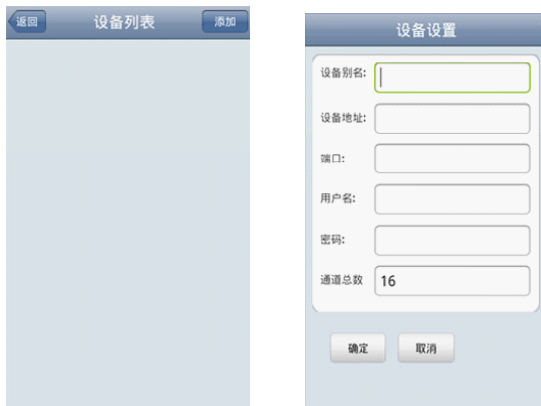 返回 设备列表 添加
设备设置
设备别名:
设备地址:
端口:
用户名:
密码:
通道总数 16
确定 取消